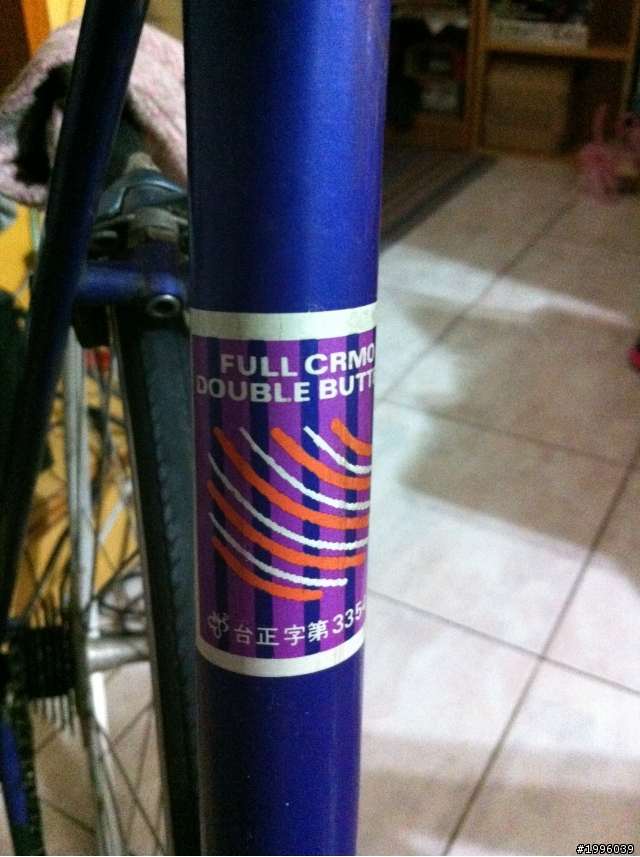 FULL CRMO
DOUBLE BUTT
台正字第335
#1996039